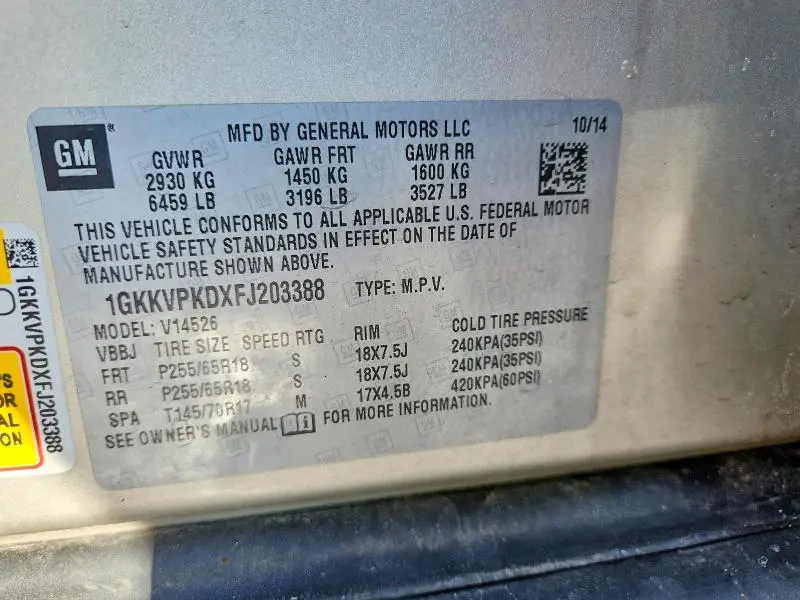 GM
MFD BY GENERAL MOTORS LLC 10/14
GVWR GAWR FRT GAWR RR
2930 KG 1450 KG 1600 KG
6459 LB 3196 LB 3527 LB
THIS VEHICLE CONFORMS TO ALL APPLICABLE U.S. FEDERAL MOTOR
VEHICLE SAFETY STANDARDS IN EFFECT ON THE DATE OF
MANUFACTURE SHOWN ABOVE.
1GKKVPKDXFJ203388 TYPE: M.P.V.
MODEL: V14526
VBBJ TIRE SIZE SPEED RTG RIM COLD TIRE PRESSURE
FRT P255/65R18 S 18X7.5J 240KPA(35PSI)
RR P255/65R18 S 18X7.5J 240KPA(35PSI)
SPA T145/70R17 M 17X4.5B 420KPA(60PSI)
SEE OWNER'S MANUAL FOR MORE INFORMATION.
1GKKVPKDXFJ203388
'S
OR
AL
ON